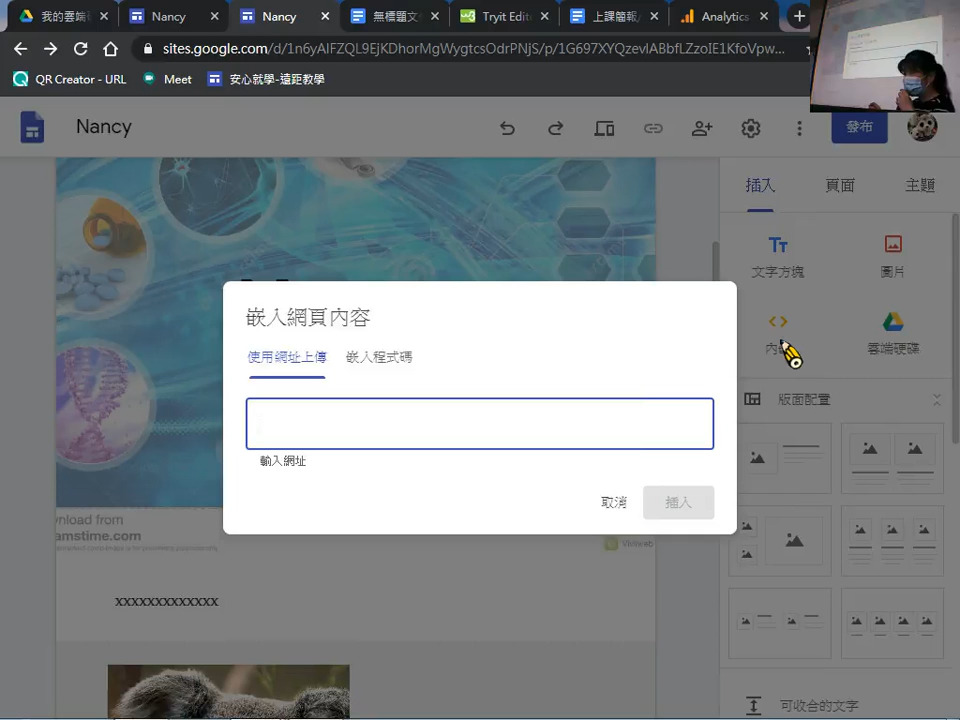 我的雲端
Nancy
Nancy
無標題文
Tryit Edit
上課簡報
Analytics
sites.google.com/d/1n6yAIFZQL9EjKDhorMgWygtcsOdrPNjS/p/1G697XYQzevlABbfLZzoIE1KfoVpw...
QR Creator - URL
Meet
安心就學-遠距教學
Nancy
發布
插入
頁面
主題
文字方塊
圖片
雲端硬碟
版面配置
嵌入網頁內容
使用網址上傳
嵌入程式碼
輸入網址
取消
插入
wnload from
amstime.com
xxxxxxxxxxxxx
可收合的文字